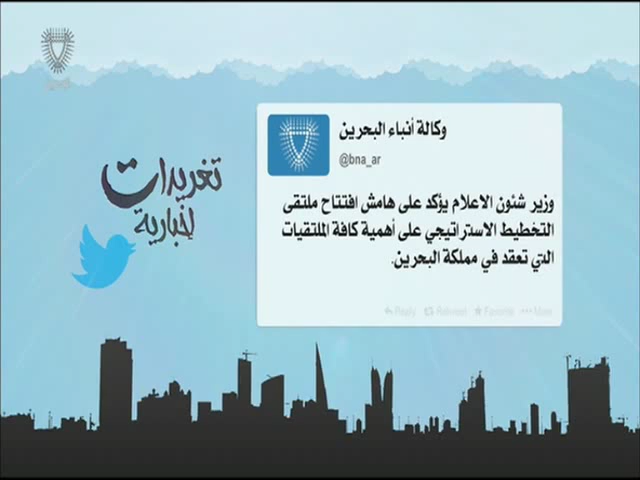 وكالة أنباء البحرين
@bna_ar
تغريدات
إخبارية
وزير شئون الاعلام يؤكد على هامش افتتاح ملتقى
التخطيط الاستراتيجي على أهمية كافة الملتقيات
التي تعقد في مملكة البحرين.
Reply Retweet Favorite More